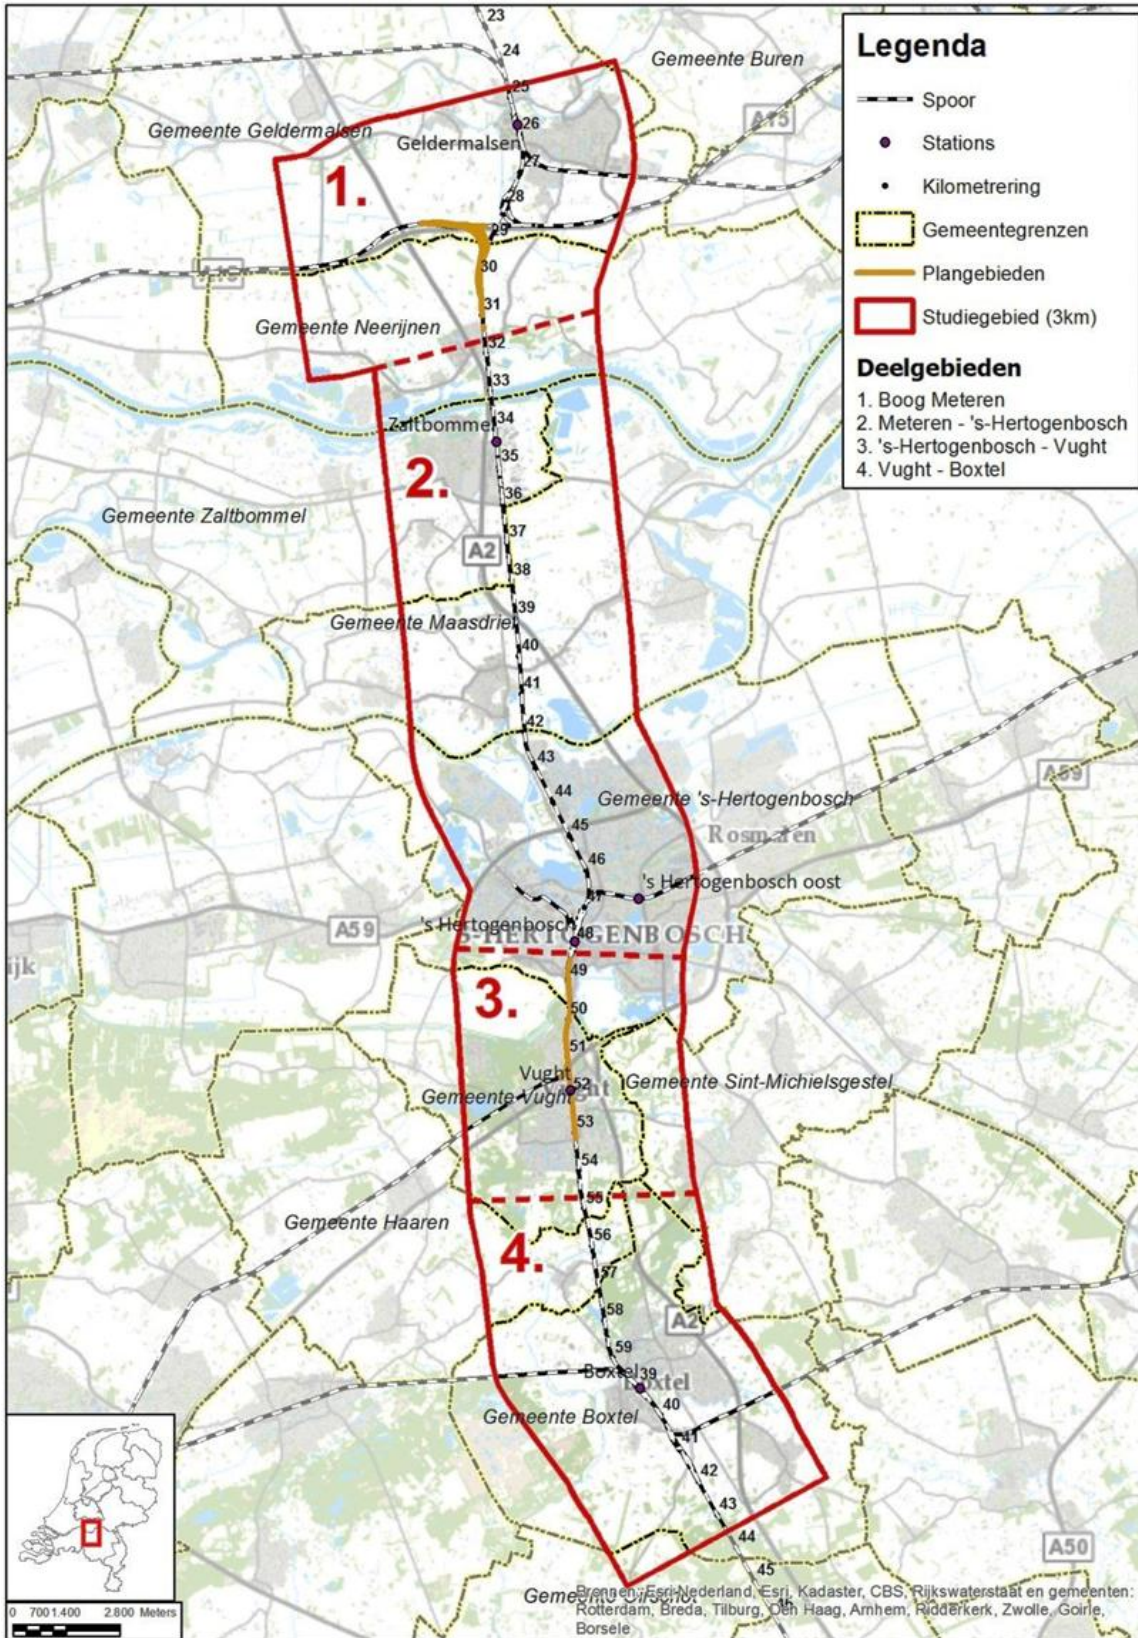 23
24
Gemeente Buren
25
A15
26
Gemeente Geldermalsen
Geldermalsen
27
1.
28
29
30
A15
31
Gemeente Neerijnen
32
33
34
Zaltbommel
35
2.
36
Gemeente Zaltbommel
37
A2
38
39
Gemeente Maasdriel
40
41
42
43
A59
44
Gemeente 's-Hertogenbosch
45
Rosmalen
46
's Hertogenbosch oost
47
's Hertogenbosch
A59
48
'S-HERTOGENBOSCH
49
3.
50
51
Vught
52
Gemeente Sint-Michielsgestel
Vught
Gemeente Vught
53
54
55
Gemeente Haaren
56
4.
57
58
A2
59
Boxtel
39
Boxtel
40
Gemeente Boxtel
41
42
43
44
A50
45
46
Legenda
Spoor
Stations
Kilometrering
Gemeentegrenzen
Plangebieden
Studiegebied (3km)
Deelgebieden
1. Boog Meteren
2. Meteren - 's-Hertogenbosch
3. 's-Hertogenbosch - Vught
4. Vught - Boxtel
0 700 1.400 2.800 Meters
Bronnen: Esri Nederland, Esri, Kadaster, CBS, Rijkswaterstaat en gemeenten:
Rotterdam, Breda, Tilburg, Den Haag, Arnhem, Ridderkerk, Zwolle, Goirle,
Borsele